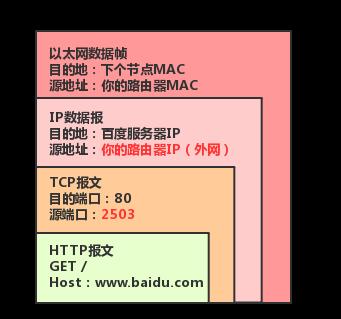 以太网数据帧
目的地：下个节点MAC
源地址：你的路由器MAC
IP数据报
目的地：百度服务器IP
源地址：你的路由器IP（外网）
TCP报文
目的端口：80
源端口：2503
HTTP报文
GET /
Host：www.baidu.com